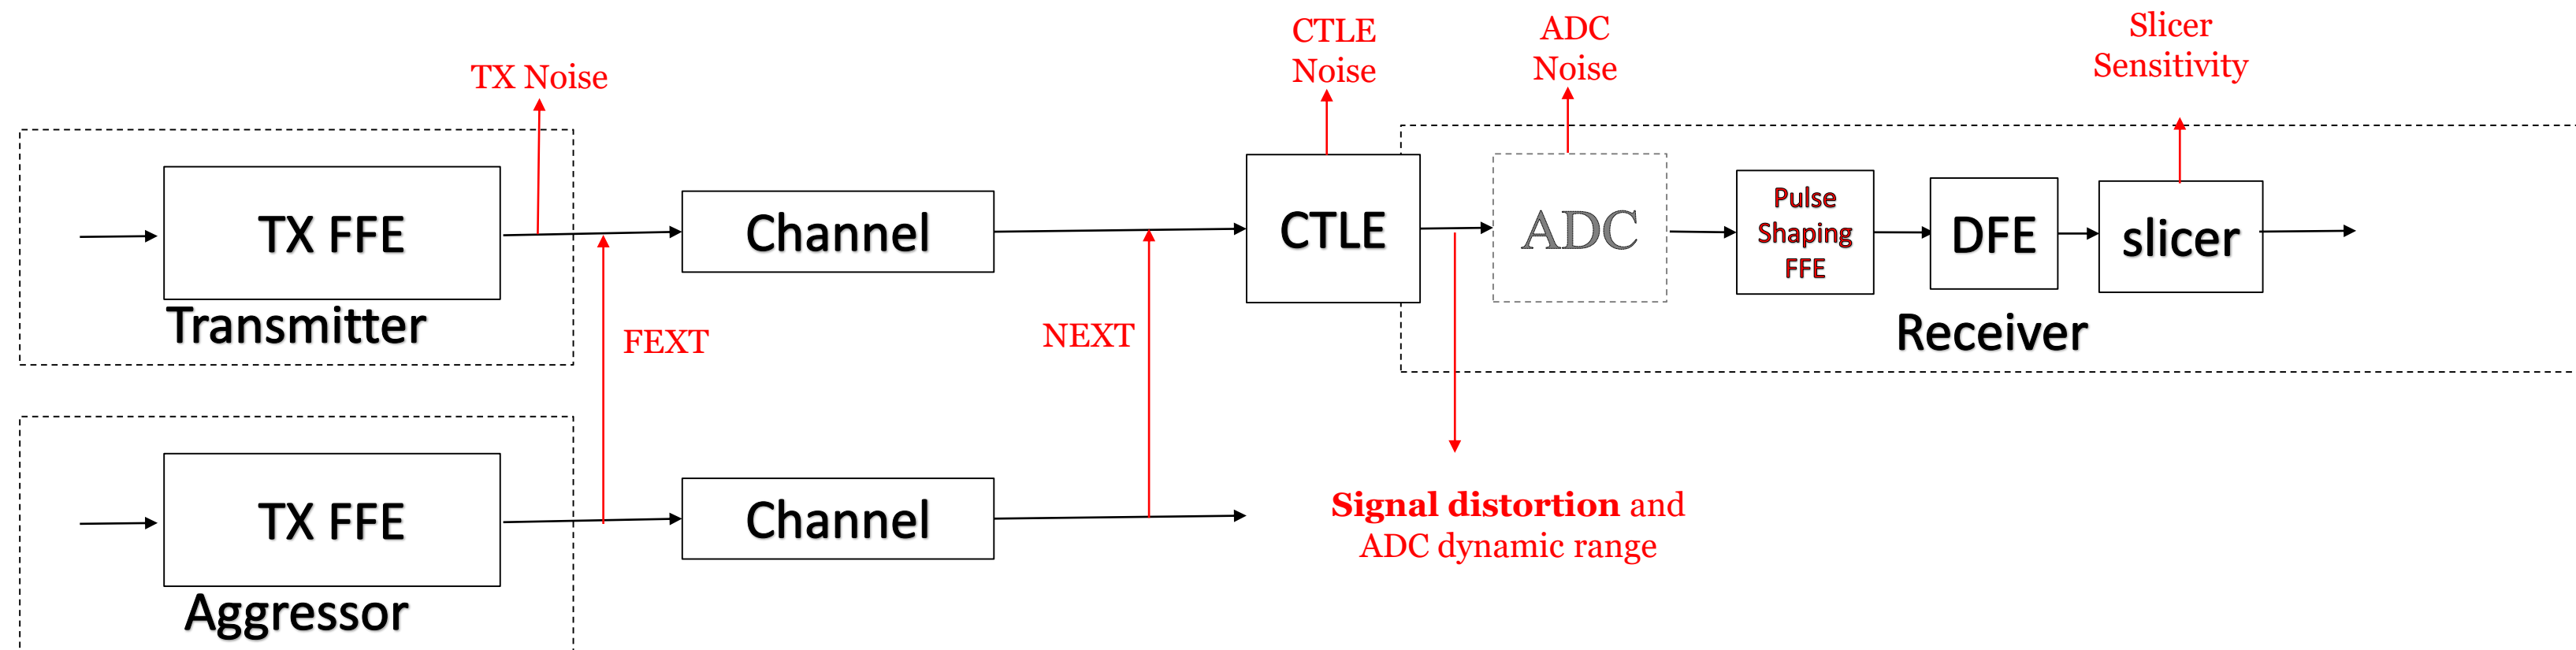 CTLE
Noise
ADC
Noise
Slicer
Sensitivity
TX Noise
TX FFE
Channel
CTLE
ADC
Pulse
Shaping
FFE
DFE
slicer
Transmitter
FEXT
NEXT
Receiver
TX FFE
Channel
Signal distortion and
ADC dynamic range
Aggressor